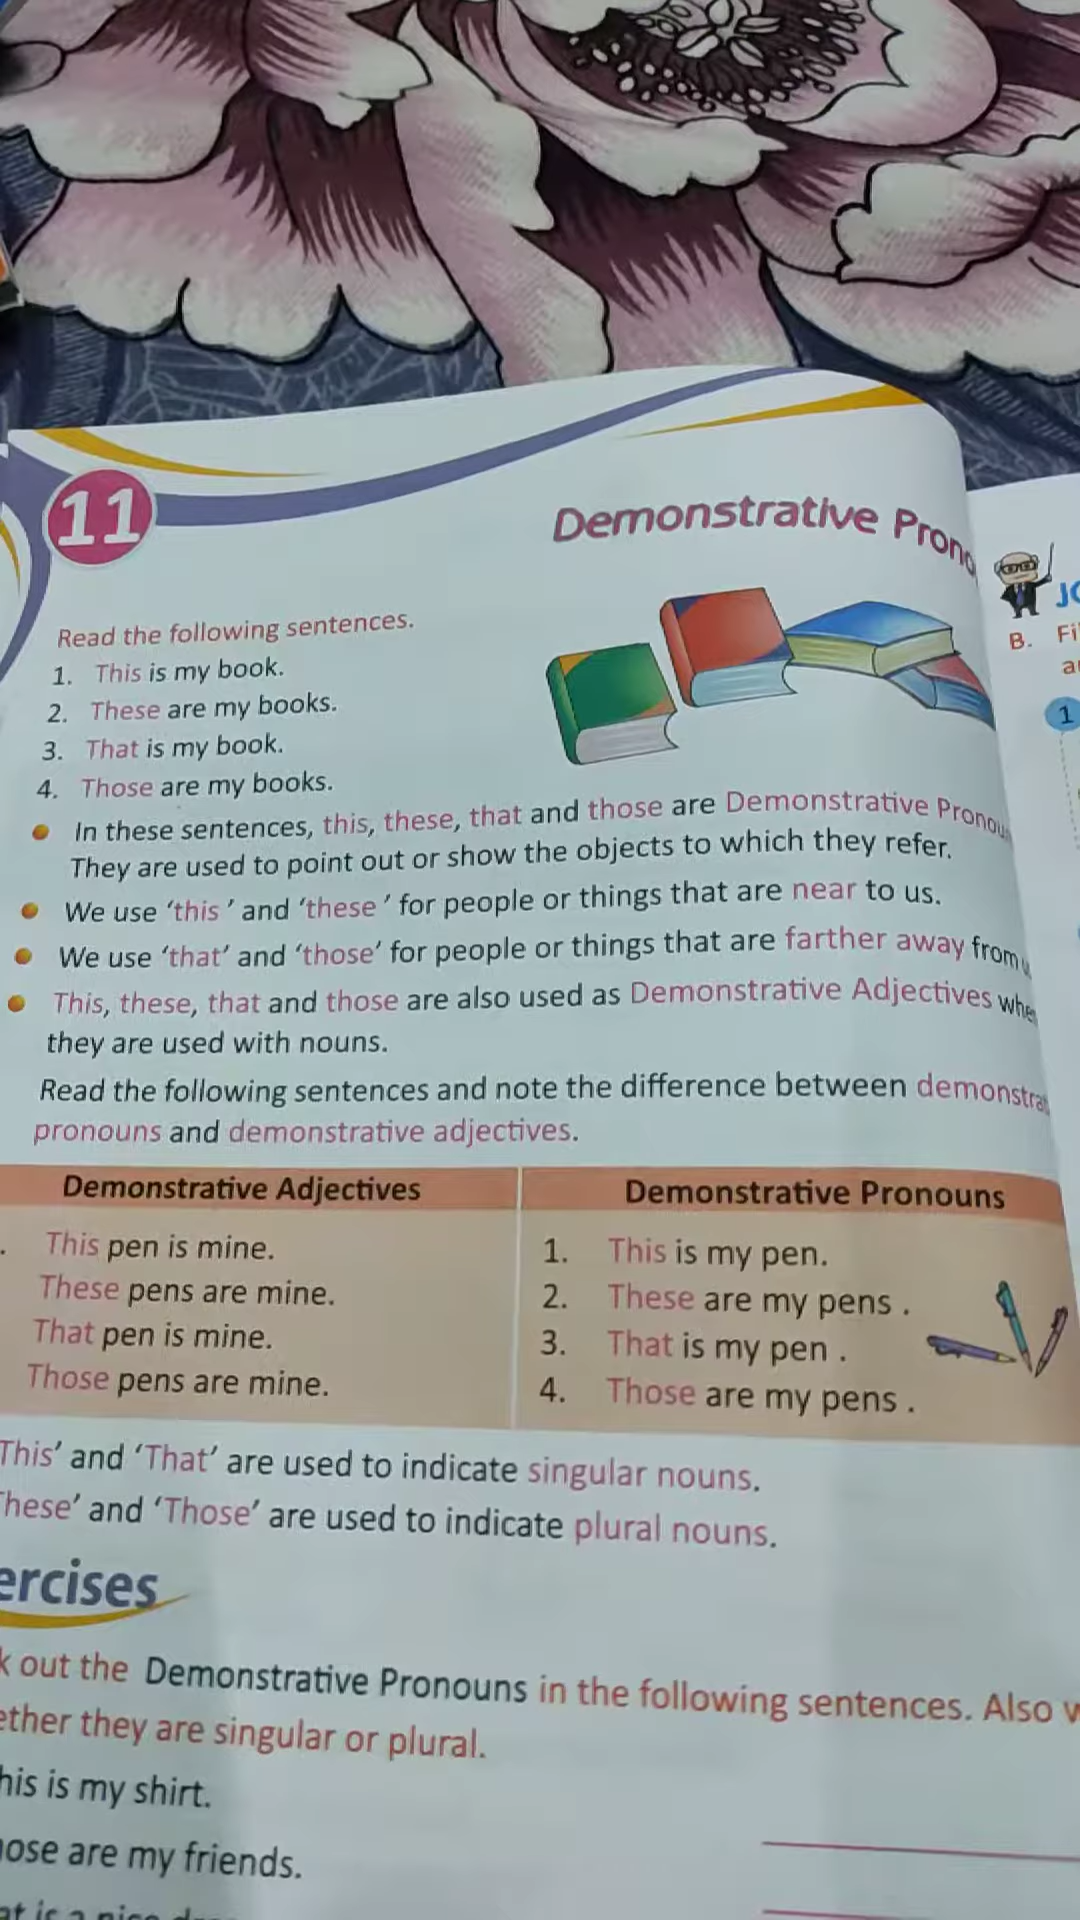 11
Demonstrative Prono
Read the following sentences.
1. This is my book.
2. These are my books.
3. That is my book.
4. Those are my books.
In these sentences, this, these, that and those are Demonstrative Pronou
They are used to point out or show the objects to which they refer.
We use ‘this ’ and ‘these ’ for people or things that are near to us.
We use ‘that’ and ‘those’ for people or things that are farther away from
This, these, that and those are also used as Demonstrative Adjectives whe
they are used with nouns.
Read the following sentences and note the difference between demonstrat
pronouns and demonstrative adjectives.
Demonstrative Adjectives
. This pen is mine.
These pens are mine.
That pen is mine.
Those pens are mine.
Demonstrative Pronouns
1. This is my pen.
2. These are my pens .
3. That is my pen .
4. Those are my pens .
This’ and ‘That’ are used to indicate singular nouns.
hese’ and ‘Those’ are used to indicate plural nouns.
ercises
k out the Demonstrative Pronouns in the following sentences. Also w
ether they are singular or plural.
his is my shirt.
ose are my friends.
at is a nice
JO
B. Fi
a
1